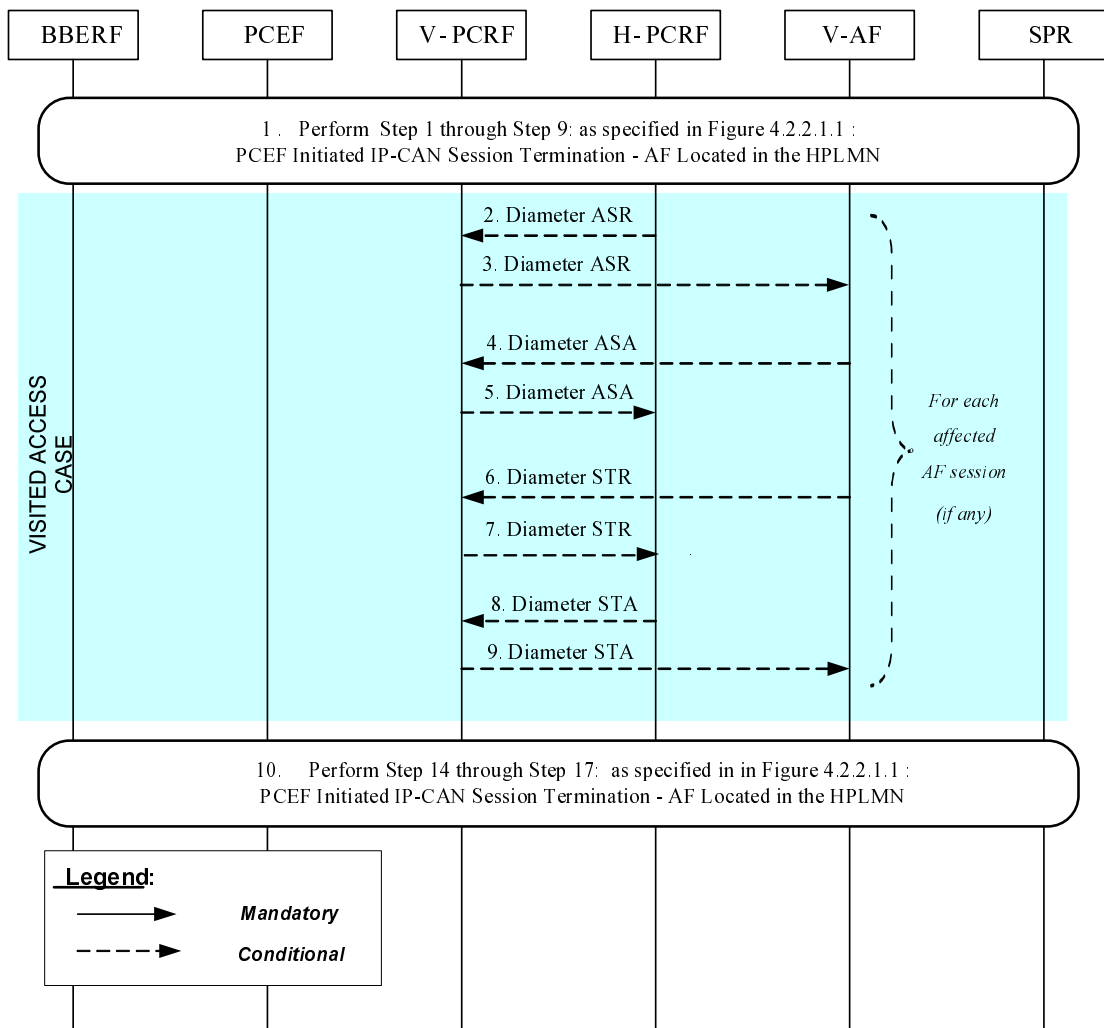 BBERF
PCEF
V-PCRF
H-PCRF
V-AF
SPR
1 . Perform Step 1 through Step 9: as specified in Figure 4.2.2.1.1 :
PCEF Initiated IP-CAN Session Termination - AF Located in the HPLMN
2. Diameter ASR
3. Diameter ASR
4. Diameter ASA
5. Diameter ASA
6. Diameter STR
7. Diameter STR
8. Diameter STA
9. Diameter STA
VISITED ACCESS
CASE
For each
affected
AF session
(if any)
10. Perform Step 14 through Step 17: as specified in in Figure 4.2.2.1.1 :
PCEF Initiated IP-CAN Session Termination - AF Located in the HPLMN
Legend:
Mandatory
Conditional